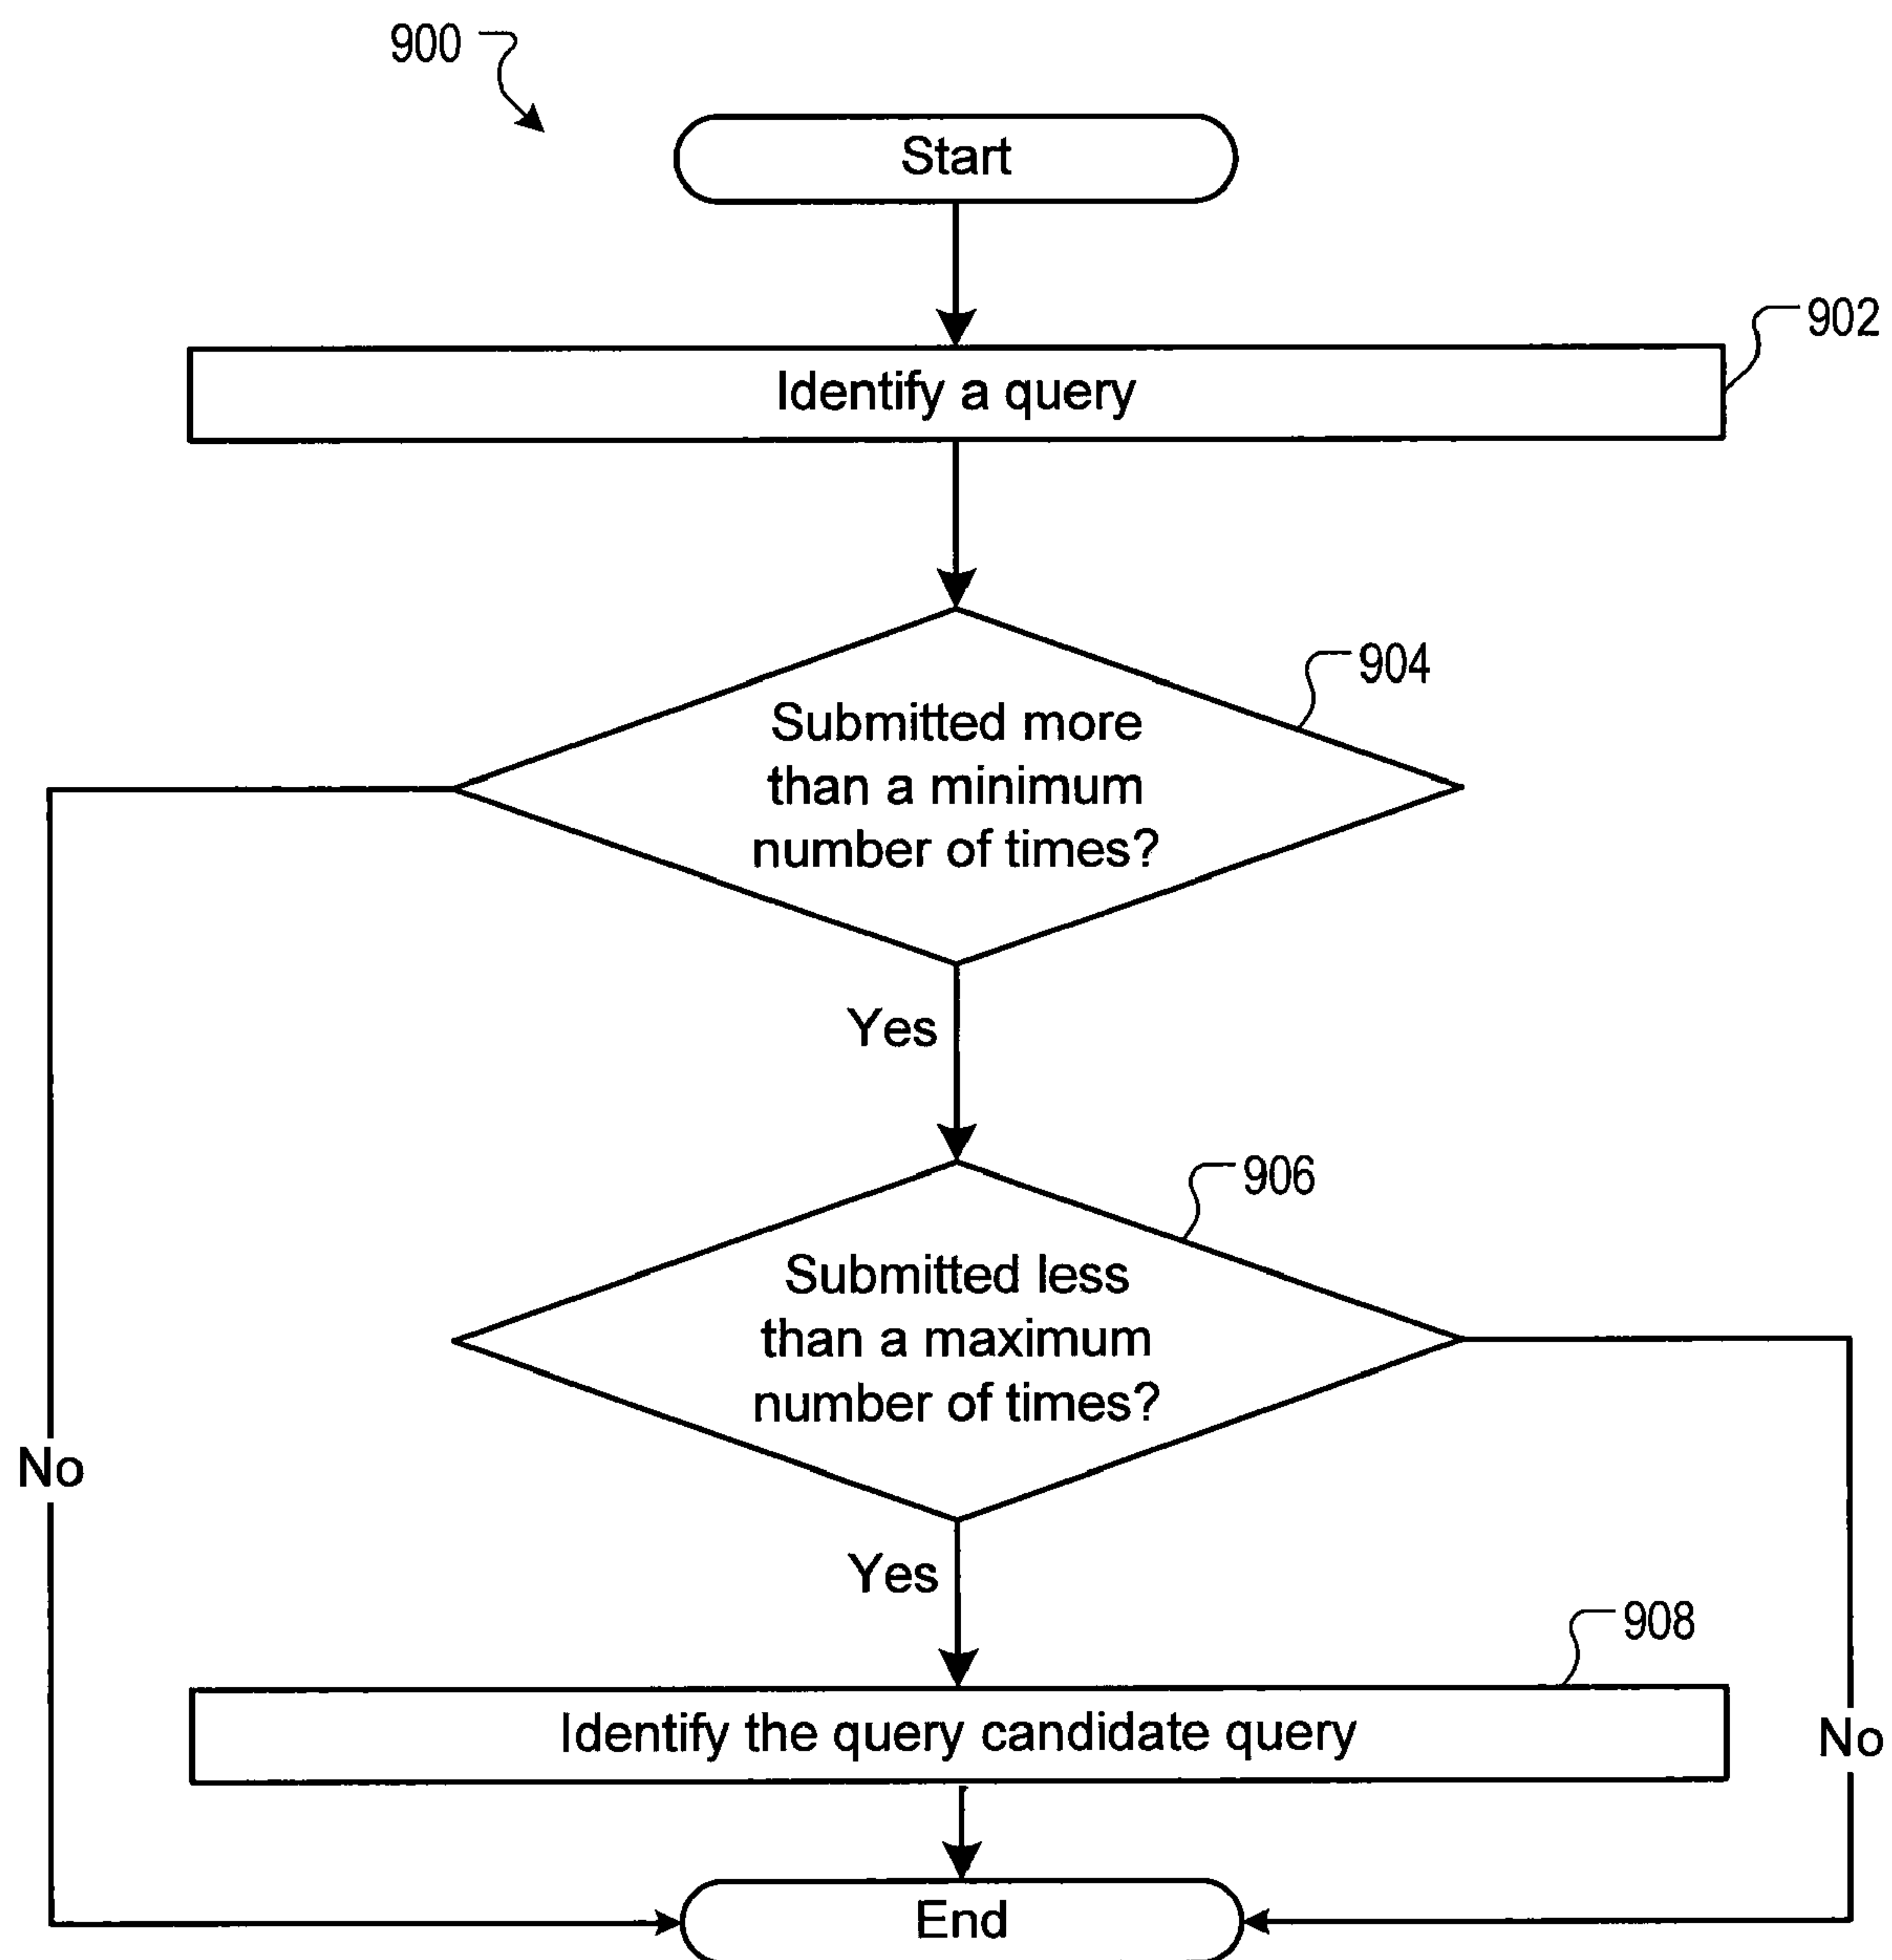 900
Start
902
Identify a query
904
Submitted more
than a minimum
number of times?
Yes
906
Submitted less
than a maximum
number of times?
No
Yes
908
Identify the query candidate query
No
End